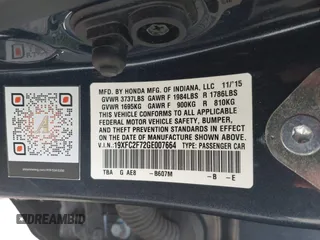 MFD. BY HONDA MFG. OF INDIANA, LLC 11/15
GVWR 3737LBS GAWR F 1984LBS R 1786LBS
GVWR 1695KG GAWR F 900KG R 810KG
THIS VEHICLE CONFORMS TO ALL APPLICABLE
FEDERAL MOTOR VEHICLE SAFETY, BUMPER,
AND THEFT PREVENTION STANDARDS IN EFFECT
ON THE DATE OF MANUFACTURE SHOWN ABOVE.
V.I.N. 19XFC2F72GE007664 TYPE: PASSENGER CAR
TBA G AE8 -B607M -B -E
DREAMBID
DREAMBID.COM